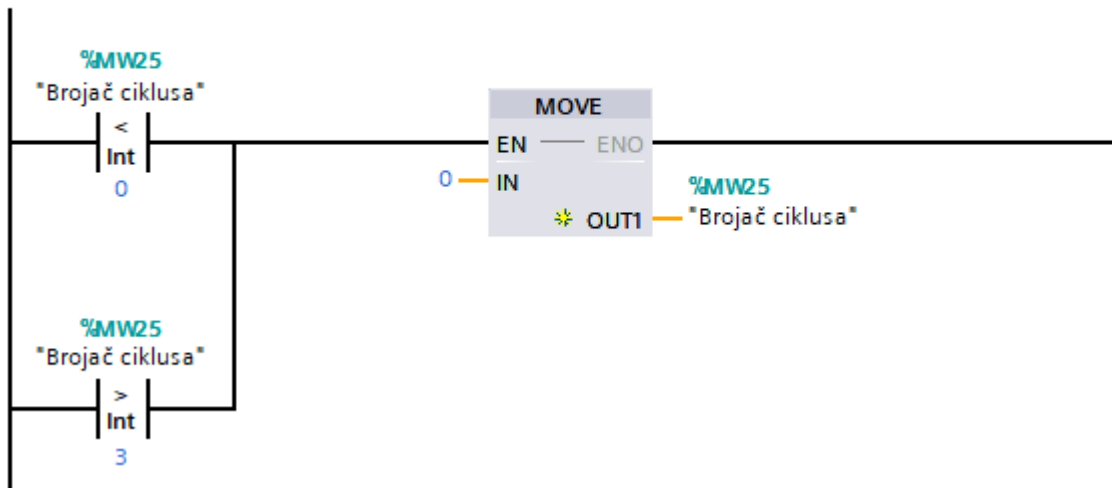 %MW25
"Brojač ciklusa"
<
Int
0
MOVE
EN
ENO
0
IN
OUT1
%MW25
"Brojač ciklusa"
%MW25
"Brojač ciklusa"
>
Int
3